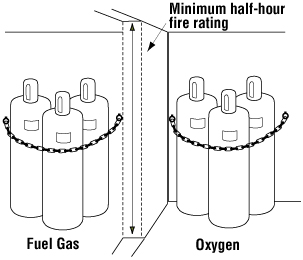 Minimum half-hour
fire rating
Fuel Gas
Oxygen